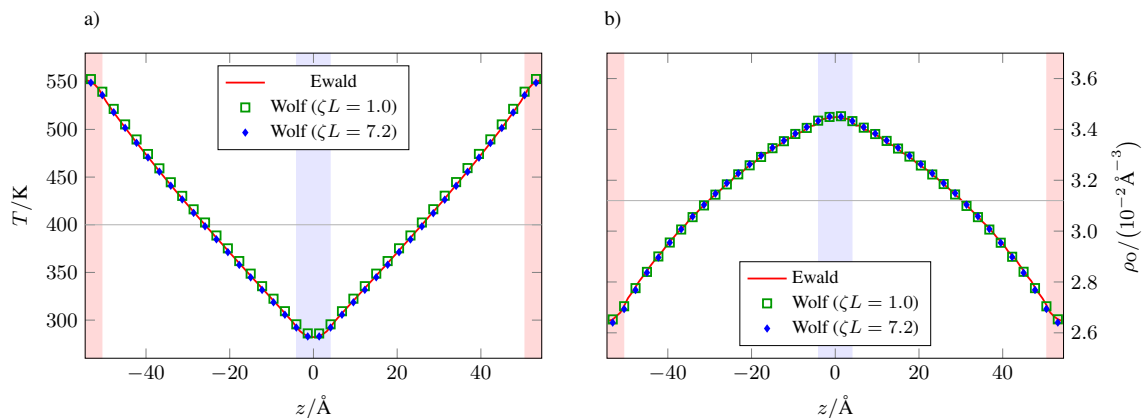 a)
b)
550
500
450
400
350
300
T/K
Ewald
Wolf (ζL = 1.0)
Wolf (ζL = 7.2)
−40
−20
0
20
40
z/Å
3.6
3.4
3.2
3.0
2.8
2.6
ρO/(10−2 Å−3)
Ewald
Wolf (ζL = 1.0)
Wolf (ζL = 7.2)
−40
−20
0
20
40
z/Å